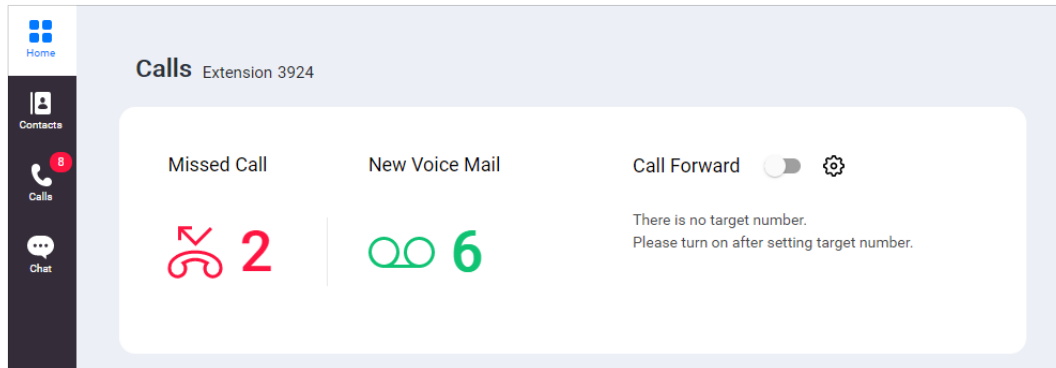 Home
Contacts
8
Calls
Chat
Calls Extension 3924
Missed Call
2
New Voice Mail
6
Call Forward
There is no target number.
Please turn on after setting target number.